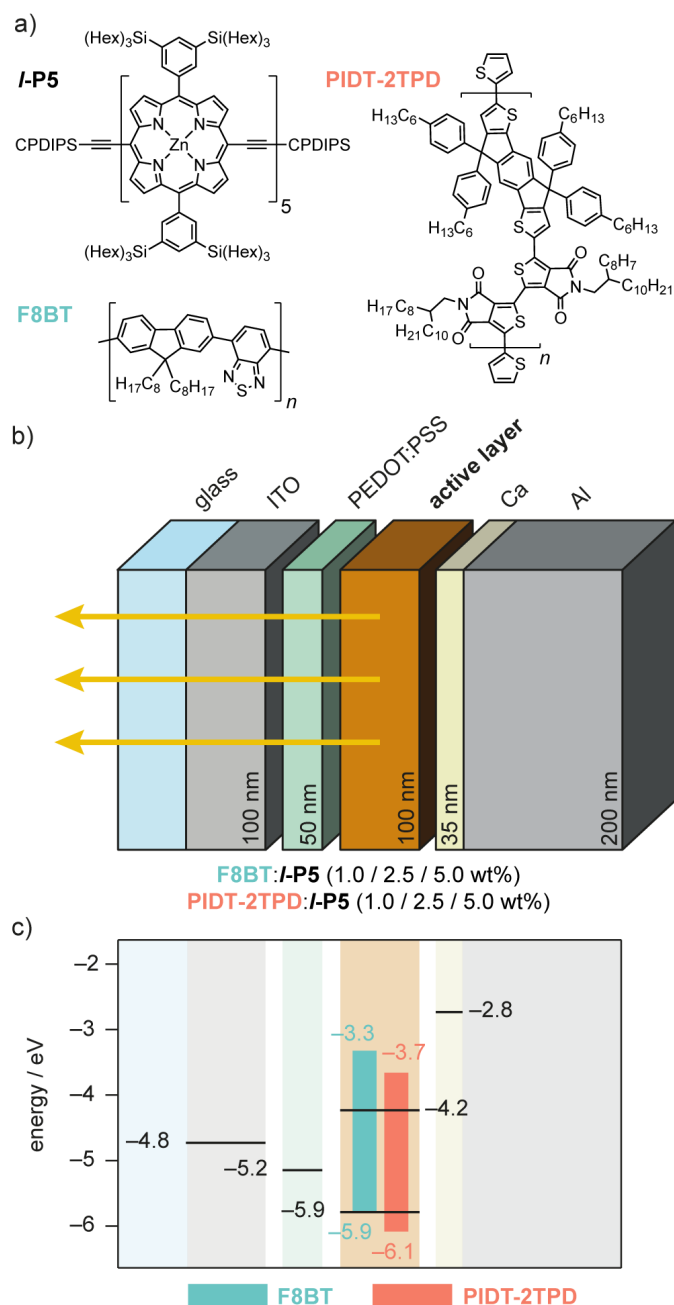 a)
l-P5
PIDT-2TPD
(Hex)3Si
Si(Hex)3
CPDIPS
N
N
Zn
N
N
CPDIPS
5
(Hex)3Si
Si(Hex)3
S
n
S
H13C6
C6H13
H13C6
S
C6H13
O
S
O
C8H7
N
C10H21
O
O
H17C8
N
H21C10
O
S
n
S
F8BT
H17C8
C8H17
N
S
N
n
b)
glass
ITO
PEDOT:PSS
active layer
Ca
Al
100 nm
50 nm
100 nm
35 nm
200 nm
F8BT:l-P5 (1.0 / 2.5 / 5.0 wt%)
PIDT-2TPD:l-P5 (1.0 / 2.5 / 5.0 wt%)
c)
energy / eV
–2
–3
–4
–5
–6
–4.8
–5.2
–5.9
–3.3
–5.9
–3.7
–6.1
–4.2
–2.8
F8BT
PIDT-2TPD